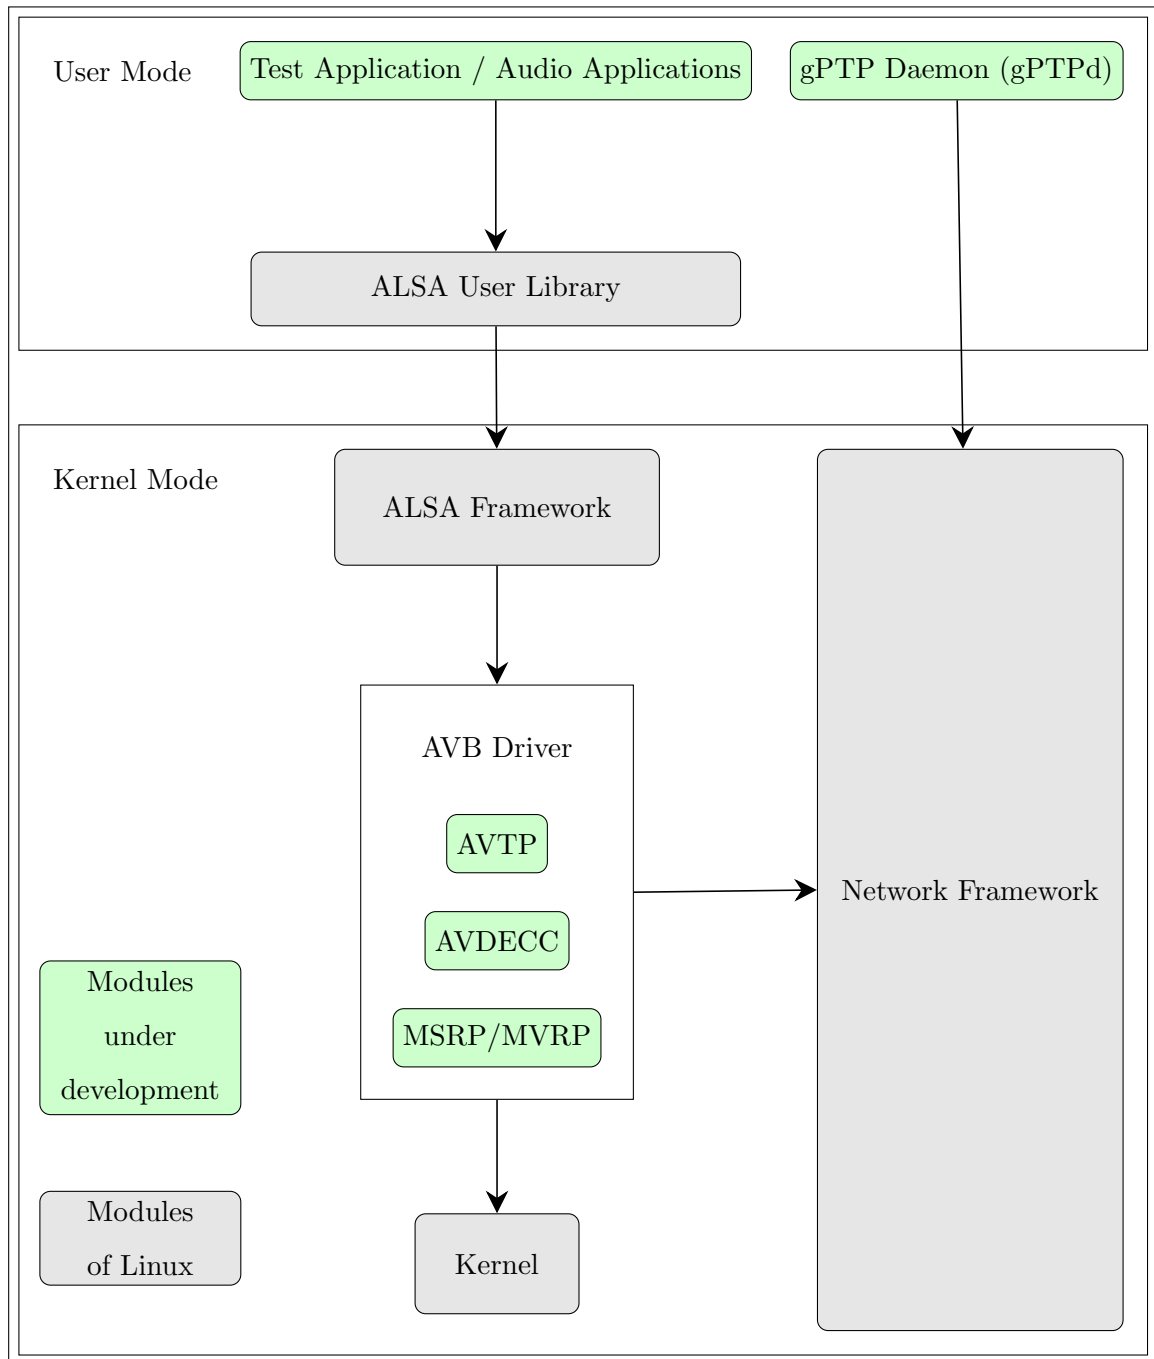 User Mode
Test Application / Audio Applications
gPTP Daemon (gPTPd)
ALSA User Library
Kernel Mode
ALSA Framework
AVB Driver
AVTP
Network Framework
AVDECC
MSRP/MVRP
Modules
under
development
Modules
of Linux
Kernel